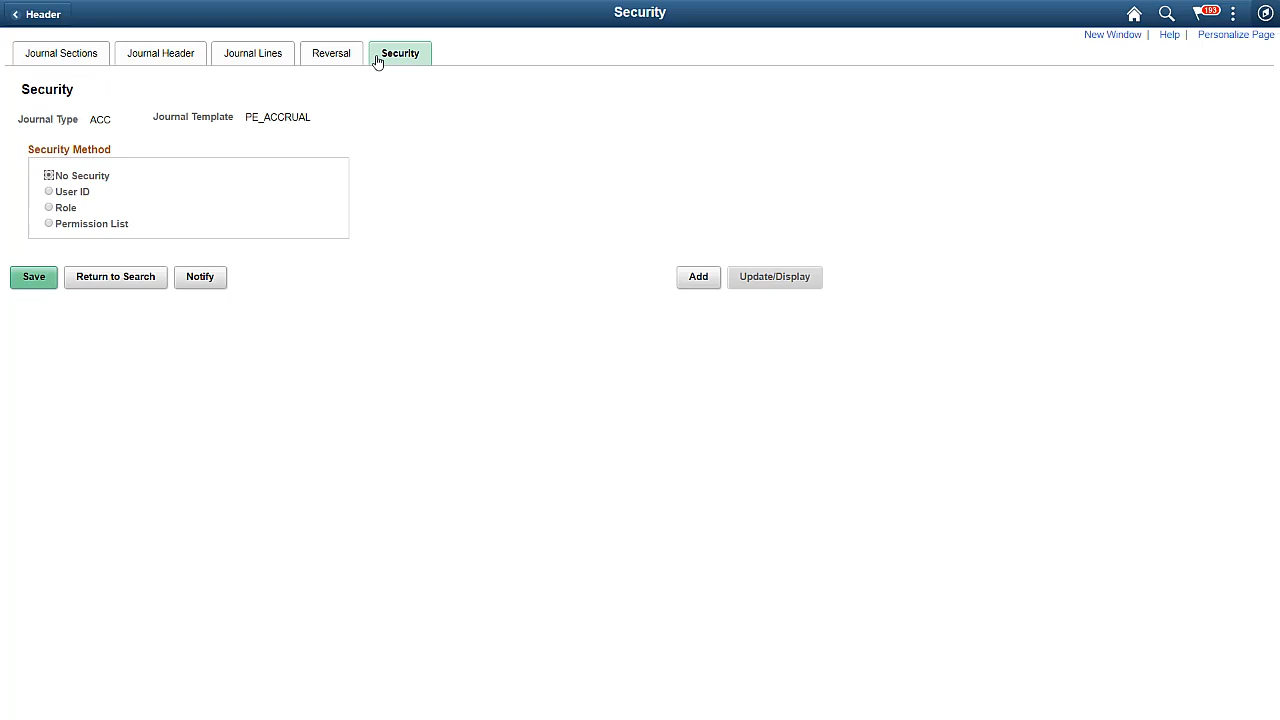 Header
Security
193
New Window | Help | Personalize Page
Journal Sections
Journal Header
Journal Lines
Reversal
Security
Security
Journal Type ACC
Journal Template PE_ACCRUAL
Security Method
No Security
User ID
Role
Permission List
Save
Return to Search
Notify
Add
Update/Display